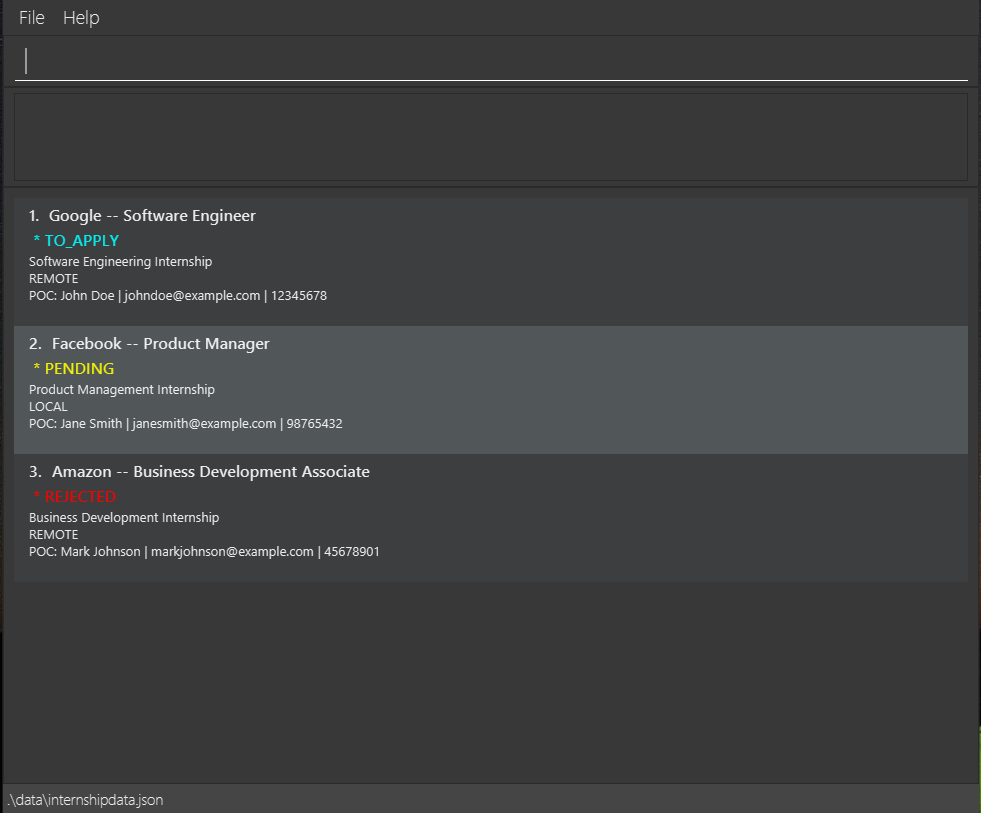 File Help
1. Google -- Software Engineer
* TO_APPLY
Software Engineering Internship
REMOTE
POC: John Doe | johndoe@example.com | 12345678
2. Facebook -- Product Manager
* PENDING
Product Management Internship
LOCAL
POC: Jane Smith | janesmith@example.com | 98765432
3. Amazon -- Business Development Associate
* REJECTED
Business Development Internship
REMOTE
POC: Mark Johnson | markjohnson@example.com | 45678901
.\data\internshipdata.json